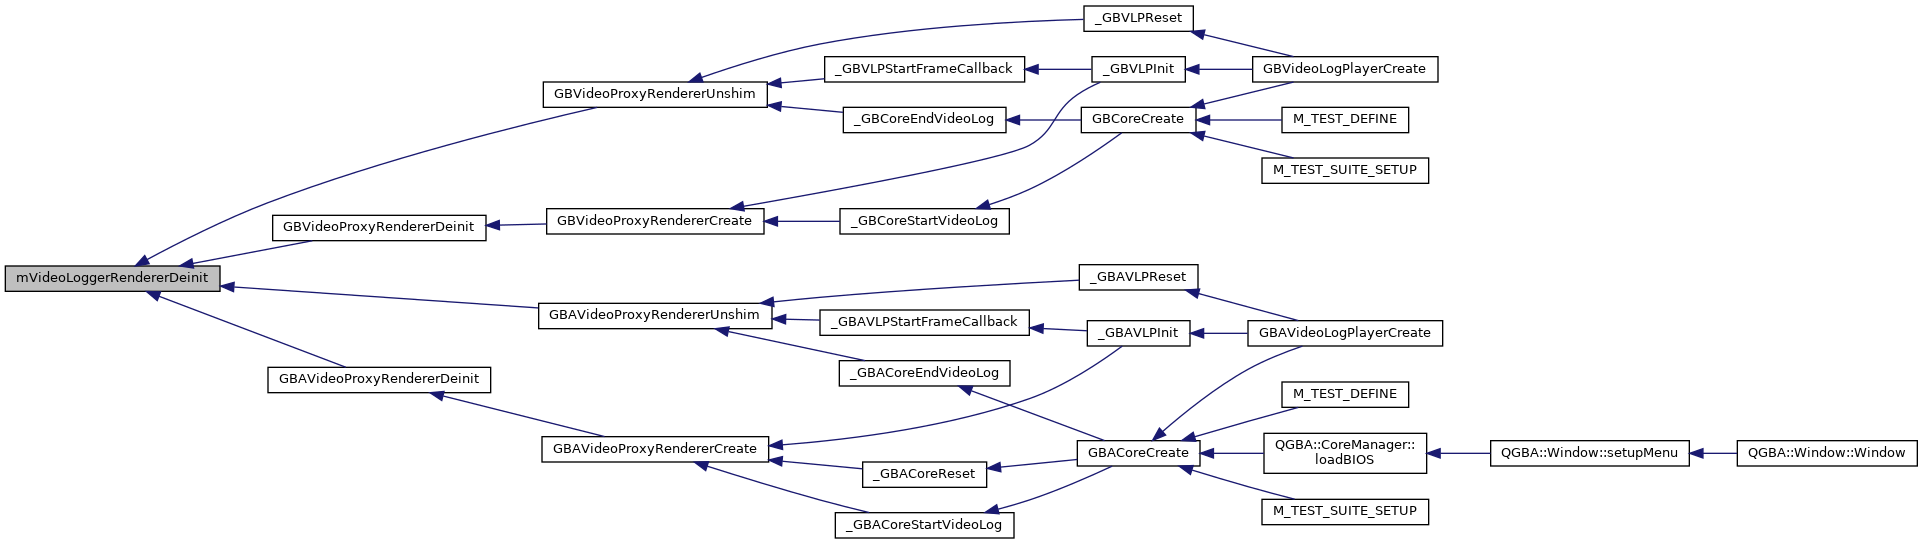 _GBVLPReset
_GBVLPStartFrameCallback
_GBVLPInit
GBVideoLogPlayerCreate
GBVideoProxyRendererUnshim
_GBCoreEndVideoLog
GBCoreCreate
M_TEST_DEFINE
M_TEST_SUITE_SETUP
GBVideoProxyRendererDeinit
GBVideoProxyRendererCreate
_GBCoreStartVideoLog
mVideoLoggerRendererDeinit
_GBAVLPReset
GBAVideoProxyRendererUnshim
_GBAVLPStartFrameCallback
_GBAVLPInit
GBAVideoLogPlayerCreate
GBAVideoProxyRendererDeinit
_GBACoreEndVideoLog
M_TEST_DEFINE
GBAVideoProxyRendererCreate
GBACoreCreate
QGBA::CoreManager::
loadBIOS
QGBA::Window::setupMenu
QGBA::Window::Window
_GBACoreReset
M_TEST_SUITE_SETUP
_GBACoreStartVideoLog